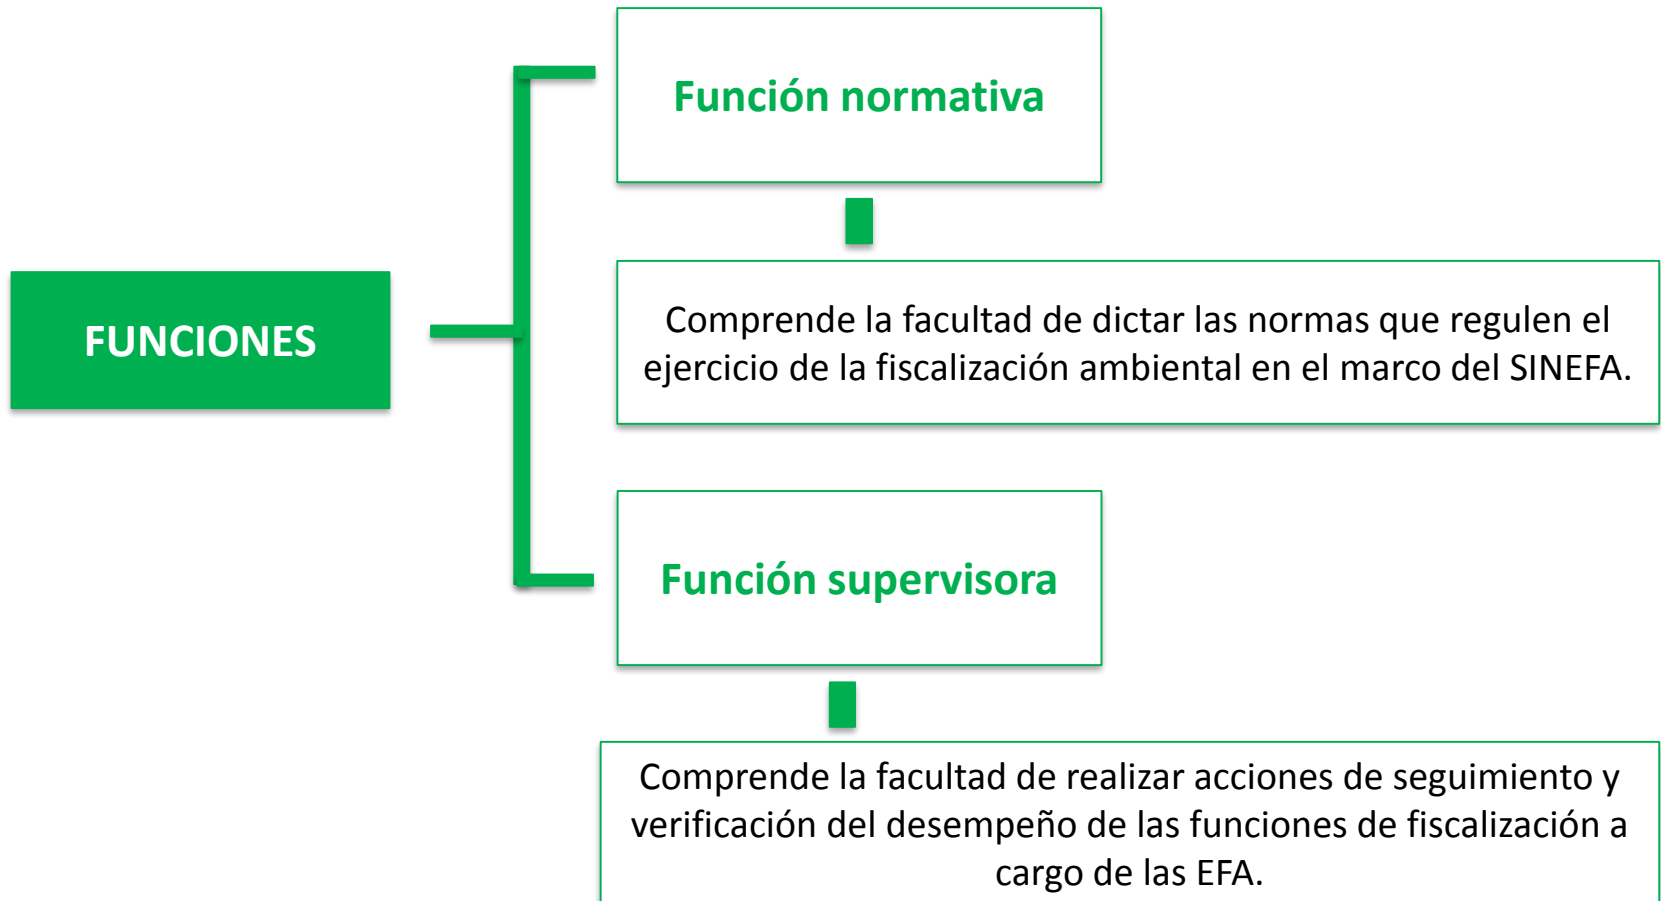 Función normativa
FUNCIONES
Comprende la facultad de dictar las normas que regulen el
ejercicio de la fiscalización ambiental en el marco del SINEFA.
Función supervisora
Comprende la facultad de realizar acciones de seguimiento y
verificación del desempeño de las funciones de fiscalización a
cargo de las EFA.